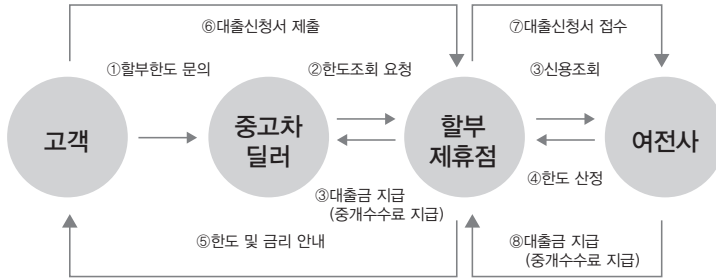 ⑥대출신청서 제출
⑦대출신청서 접수
①할부한도 문의
②한도조회 요청
③신용조회
고객
중고차
딜러
할부
제휴점
여전사
③대출금 지급
(중개수수료 지급)
④한도 산정
⑤한도 및 금리 안내
⑧대출금 지급
(중개수수료 지급)